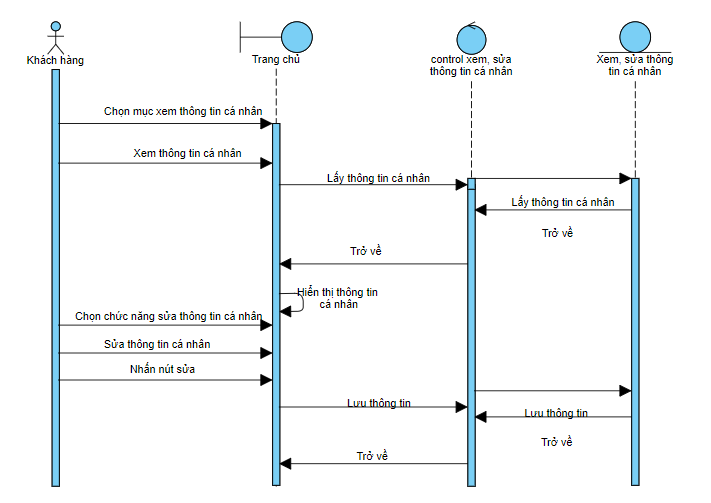 Khách hàng
Trang chủ
control xem, sửa
thông tin cá nhân
Xem, sửa thông
tin cá nhân
Chọn mục xem thông tin cá nhân
Xem thông tin cá nhân
Lấy thông tin cá nhân
Lấy thông tin cá nhân
Trở về
Trở về
Hiển thị thông tin
cá nhân
Chọn chức năng sửa thông tin cá nhân
Sửa thông tin cá nhân
Nhấn nút sửa
Lưu thông tin
Lưu thông tin
Trở về
Trở về